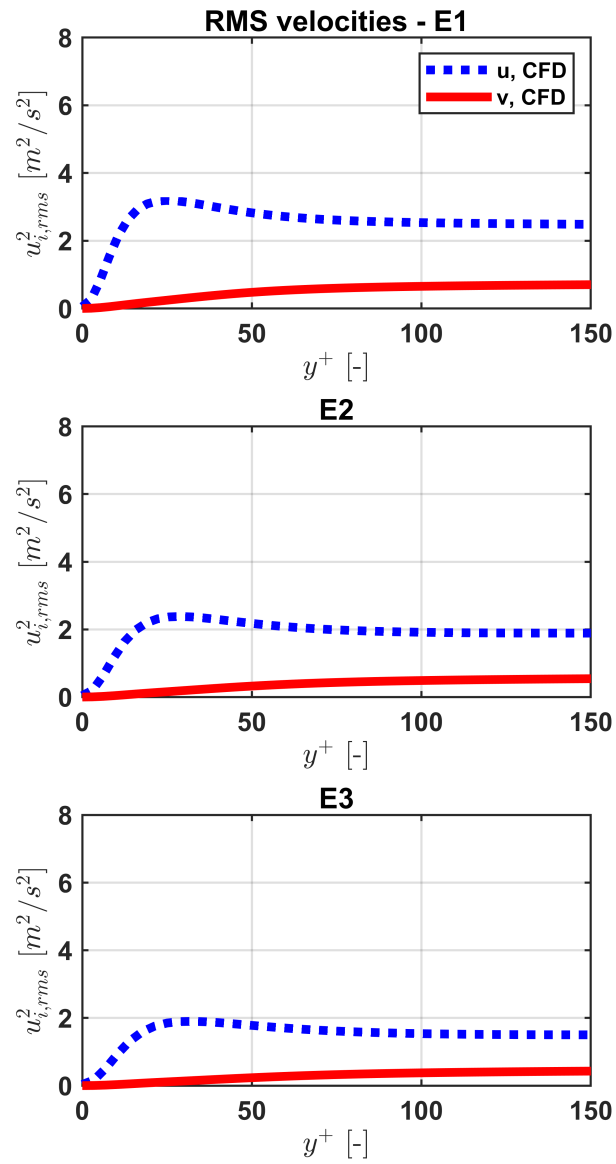 RMS velocities - E1
8
6
4
2
0
u²ᵢ,ᵣₘₛ [m²/s²]
u, CFD
v, CFD
0 50 100 150
y⁺ [-]
E2
8
6
4
2
0
u²ᵢ,ᵣₘₛ [m²/s²]
0 50 100 150
y⁺ [-]
E3
8
6
4
2
0
u²ᵢ,ᵣₘₛ [m²/s²]
0 50 100 150
y⁺ [-]